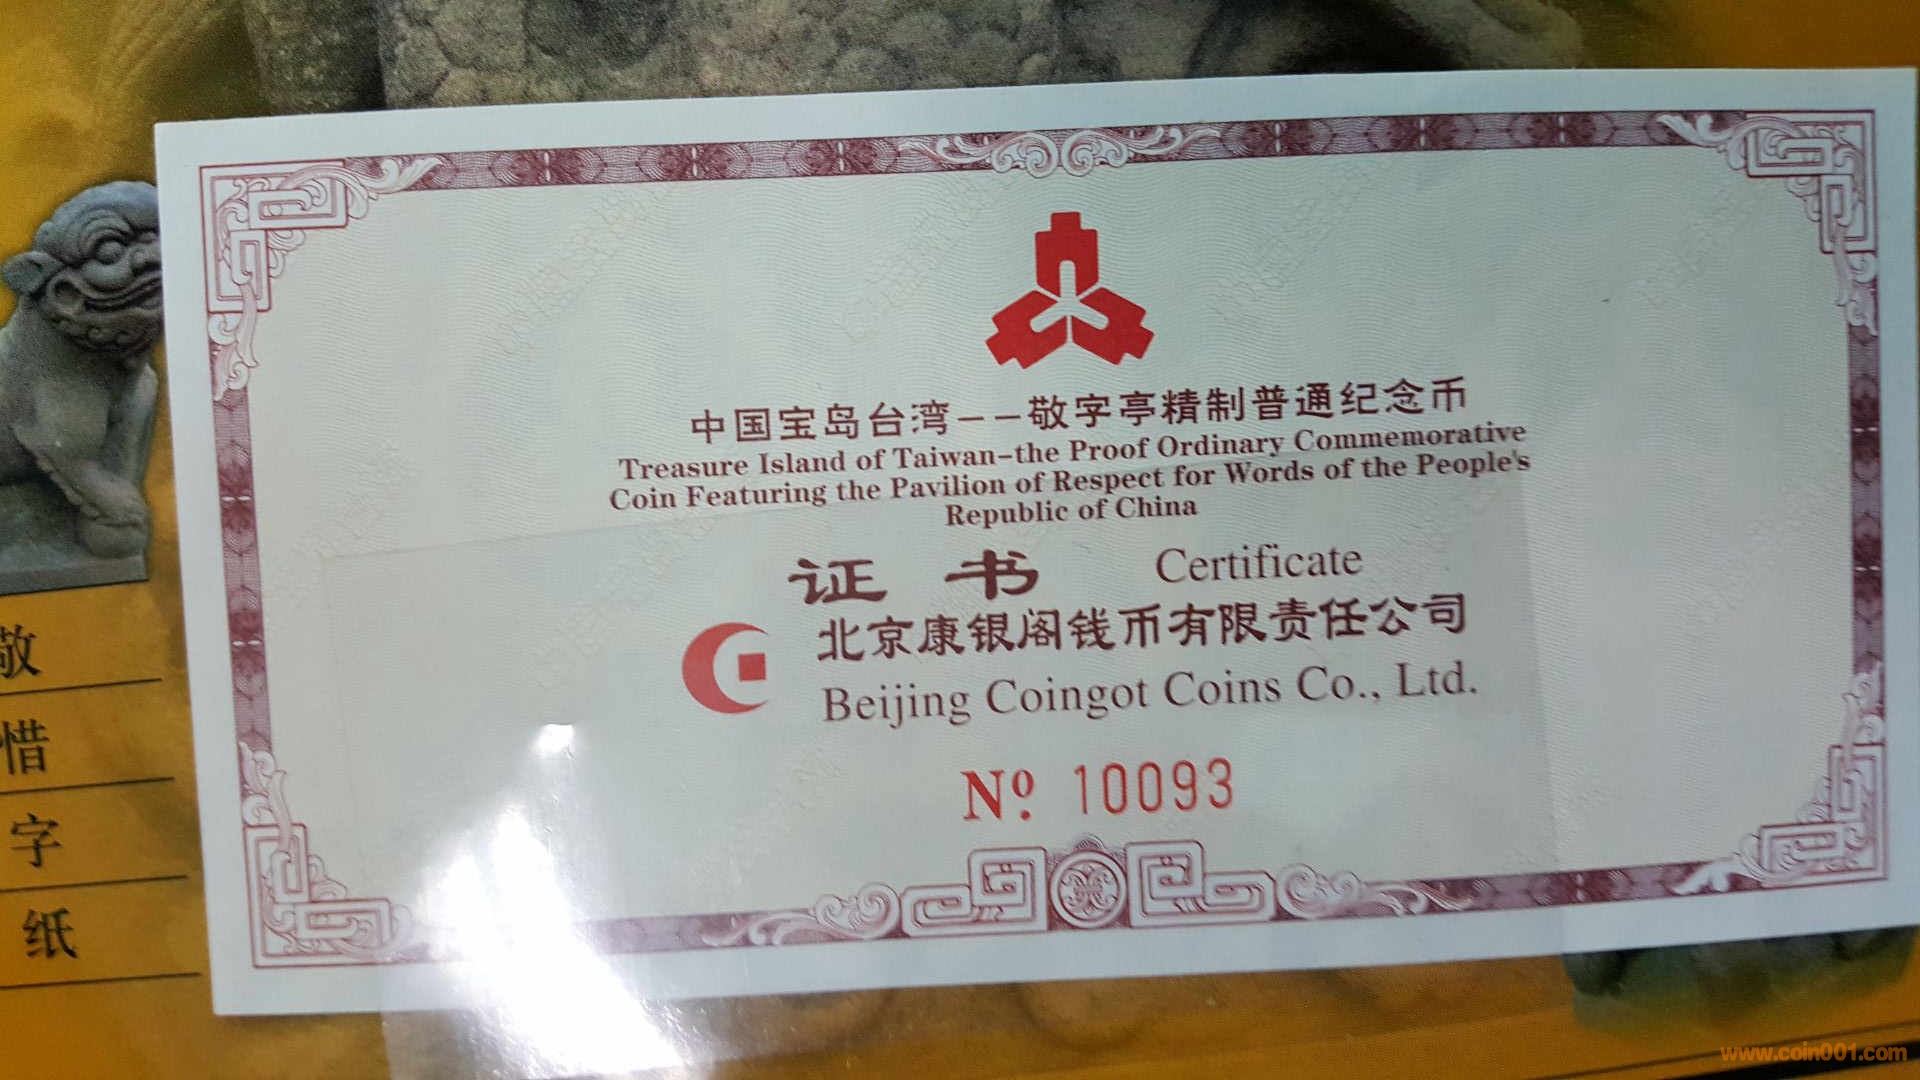 中国宝岛台湾——敬字亭精制普通纪念币
Treasure Island of Taiwan-the Proof Ordinary Commemorative
Coin Featuring the Pavilion of Respect for Words of the People's
Republic of China
证 书 Certificate
北京康银阁钱币有限责任公司
Beijing Coingot Coins Co., Ltd.
Nº 10093
敬
惜
字
纸
www.coin001.com